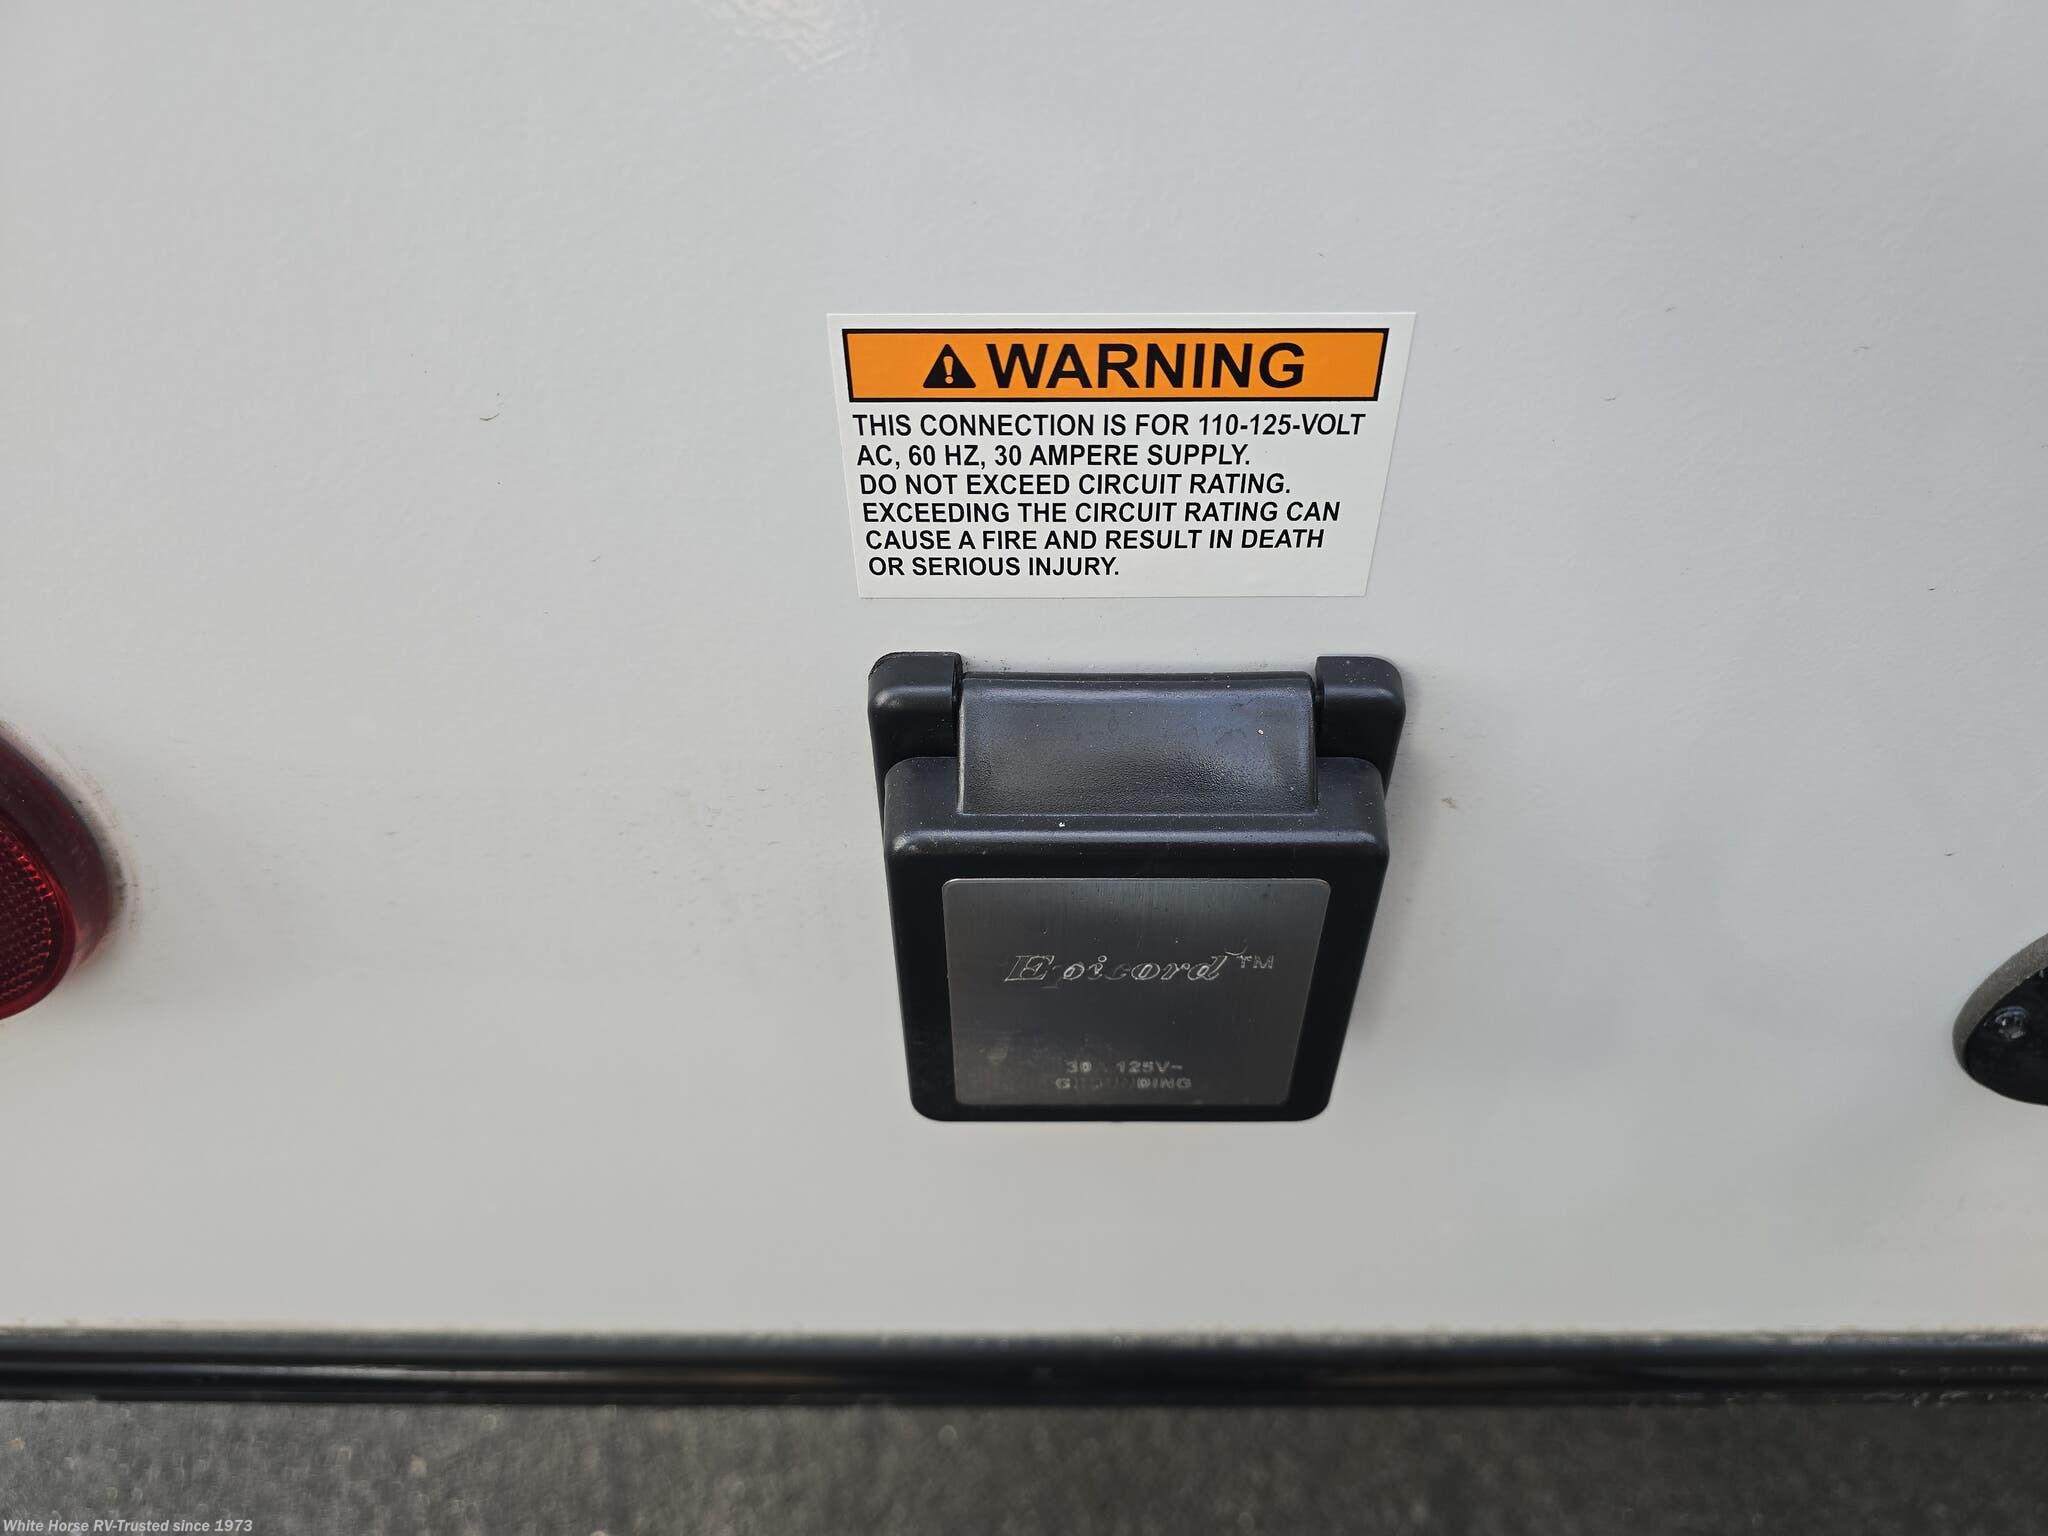 WARNING
THIS CONNECTION IS FOR 110-125-VOLT
AC, 60 HZ, 30 AMPERE SUPPLY.
DO NOT EXCEED CIRCUIT RATING.
EXCEEDING THE CIRCUIT RATING CAN
CAUSE A FIRE AND RESULT IN DEATH
OR SERIOUS INJURY.
Epicord™
30A 125V~
GROUNDING
White Horse RV-Trusted since 1973